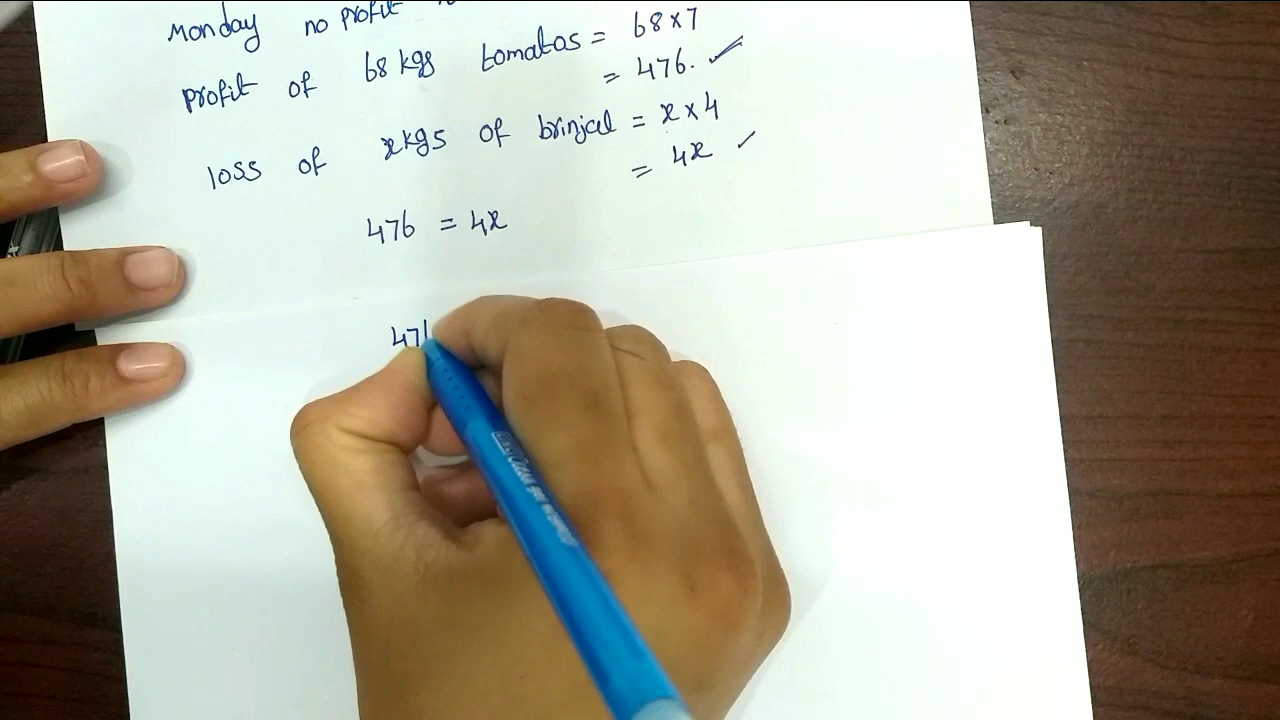 Monday no profit
profit of 68 kgs tomatos = 68 x 7
= 476.
loss of x kgs of brinjal = x x 4
= 4x
476 = 4x
47